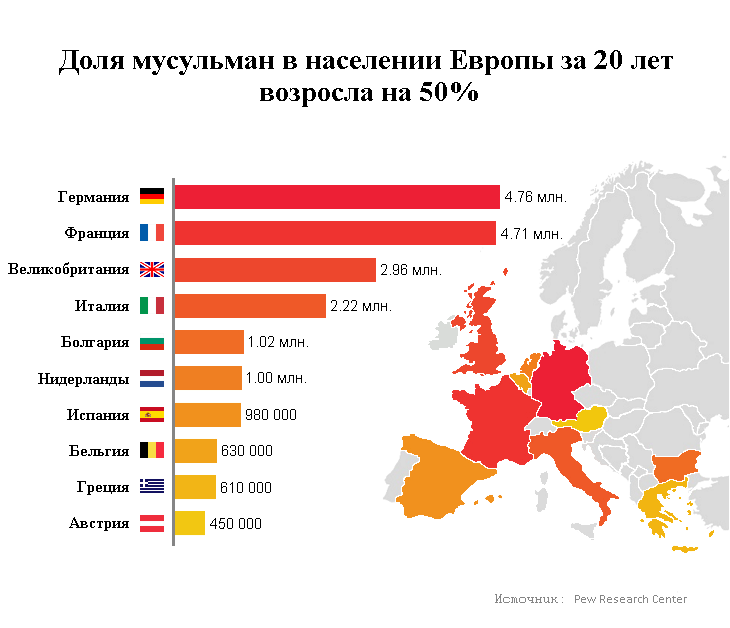 Доля мусульман в населении Европы за 20 лет
возросла на 50%
Германия 4.76 млн.
Франция 4.71 млн.
Великобритания 2.96 млн.
Италия 2.22 млн.
Болгария 1.02 млн.
Нидерланды 1.00 млн.
Испания 980 000
Бельгия 630 000
Греция 610 000
Австрия 450 000
Источник: Pew Research Center